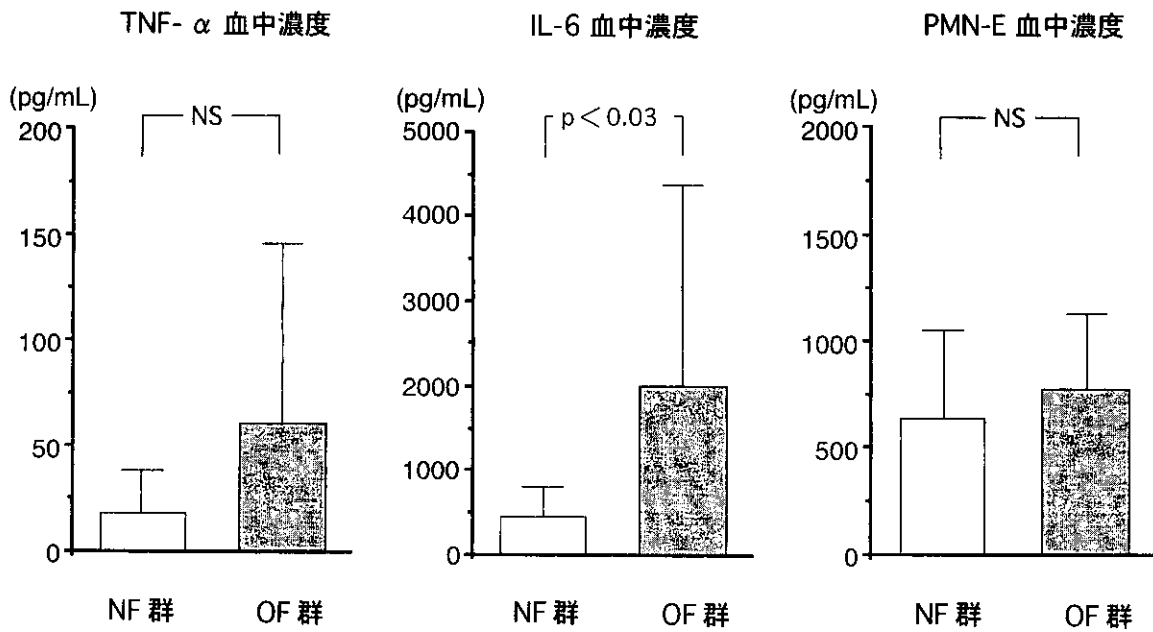 TNF- α 血中濃度
(pg/mL)
NS
200
150
100
50
0
NF 群 OF 群
IL-6 血中濃度
(pg/mL)
p < 0.03
5000
4000
3000
2000
1000
0
NF 群 OF 群
PMN-E 血中濃度
(pg/mL)
NS
2000
1500
1000
500
0
NF 群 OF 群